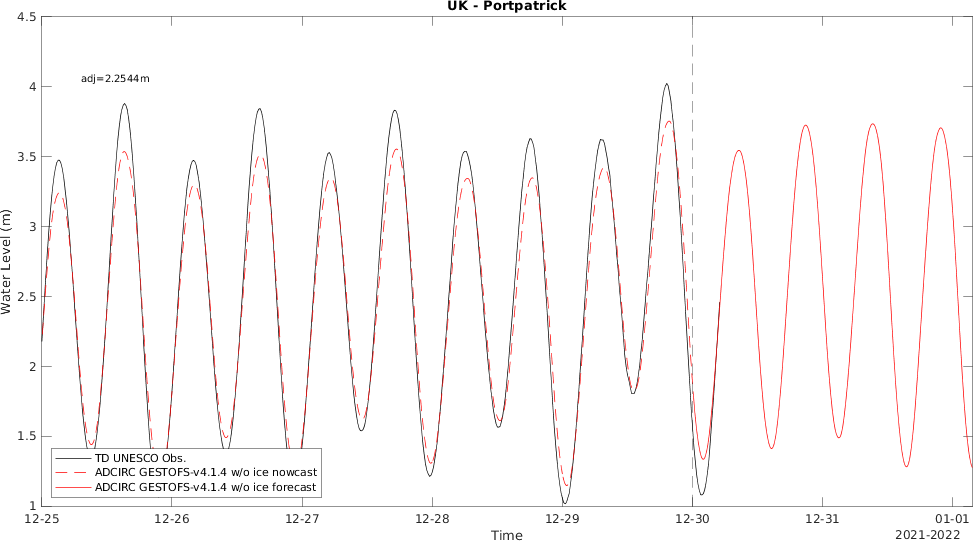 UK - Portpatrick
4.5
4
3.5
3
2.5
2
1.5
1
Water Level (m)
adj=2.2544m
TD UNESCO Obs.
ADCIRC GESTOFS-v4.1.4 w/o ice nowcast
ADCIRC GESTOFS-v4.1.4 w/o ice forecast
12-25 12-26 12-27 12-28 12-29 12-30 12-31 01-01
Time
2021-2022